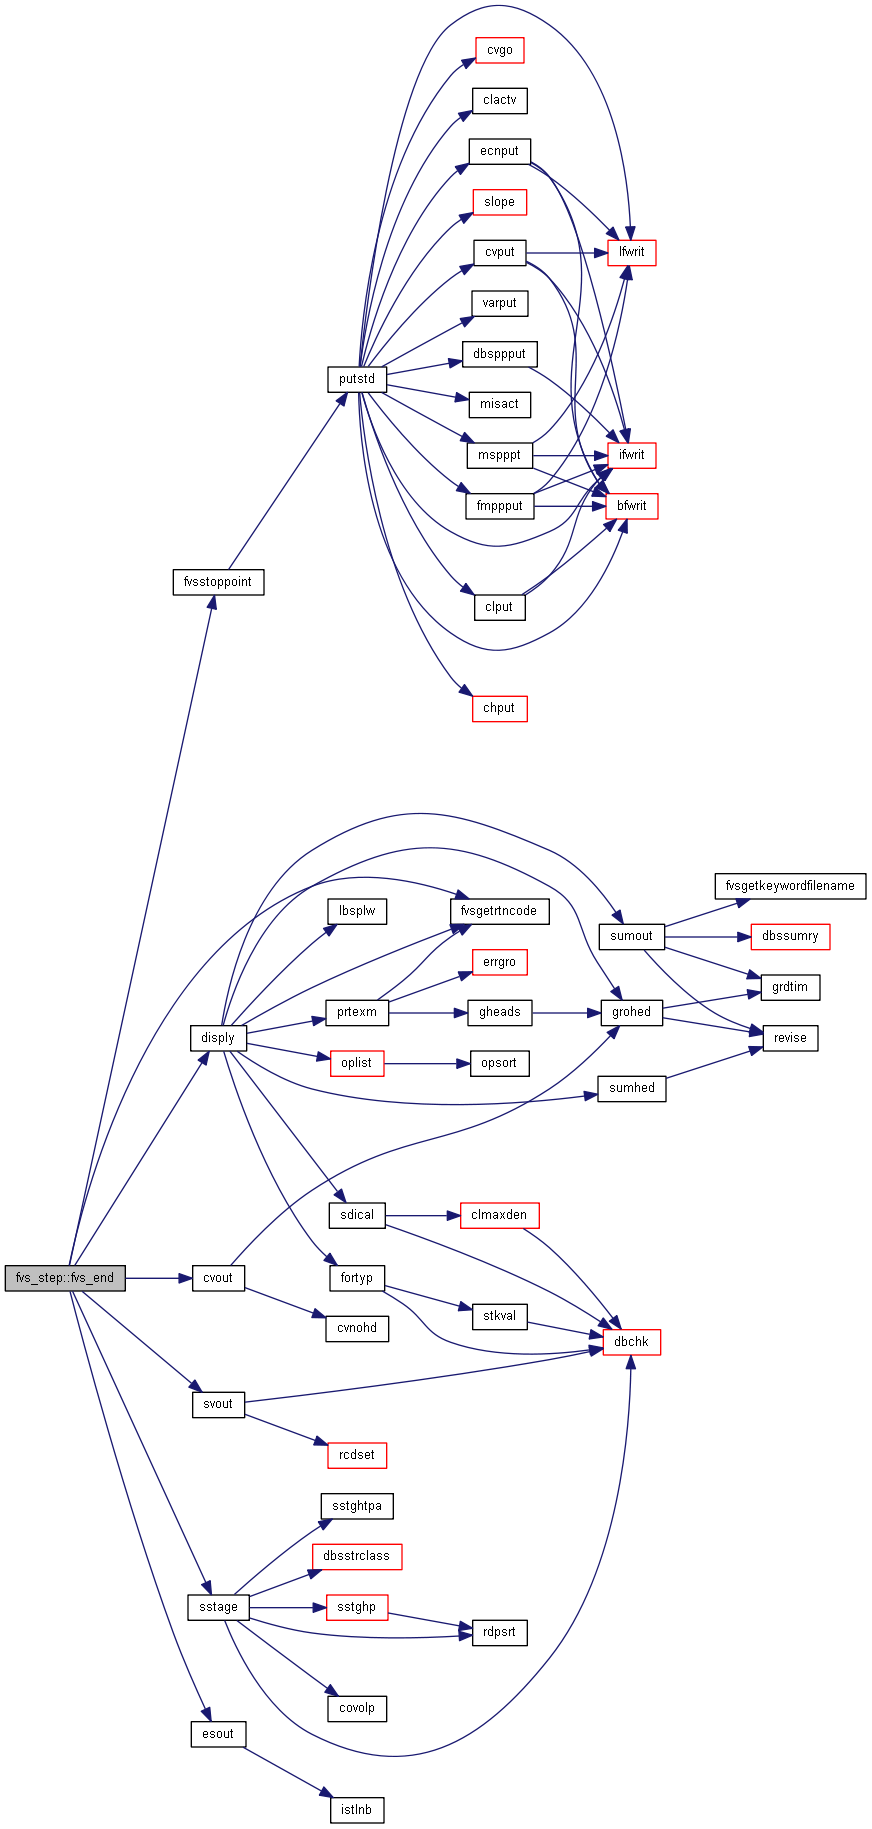 cvgo
clactv
ecnput
slope
cvput
lfwrit
varput
dbsppput
putstd
misact
mspppt
ifwrit
fmppput
bfwrit
fvsstoppoint
clput
chput
fvsgetkeywordfilename
lbsplw
fvsgetrtncode
sumout
dbssumry
errgro
grdtim
prtexm
gheads
grohed
disply
revise
oplist
opsort
sumhed
sdical
clmaxden
fvs_step::fvs_end
cvout
fortyp
stkval
cvnohd
dbchk
svout
rcdset
sstghtpa
dbsstrclass
sstage
sstghp
rdpsrt
covolp
esout
istlnb